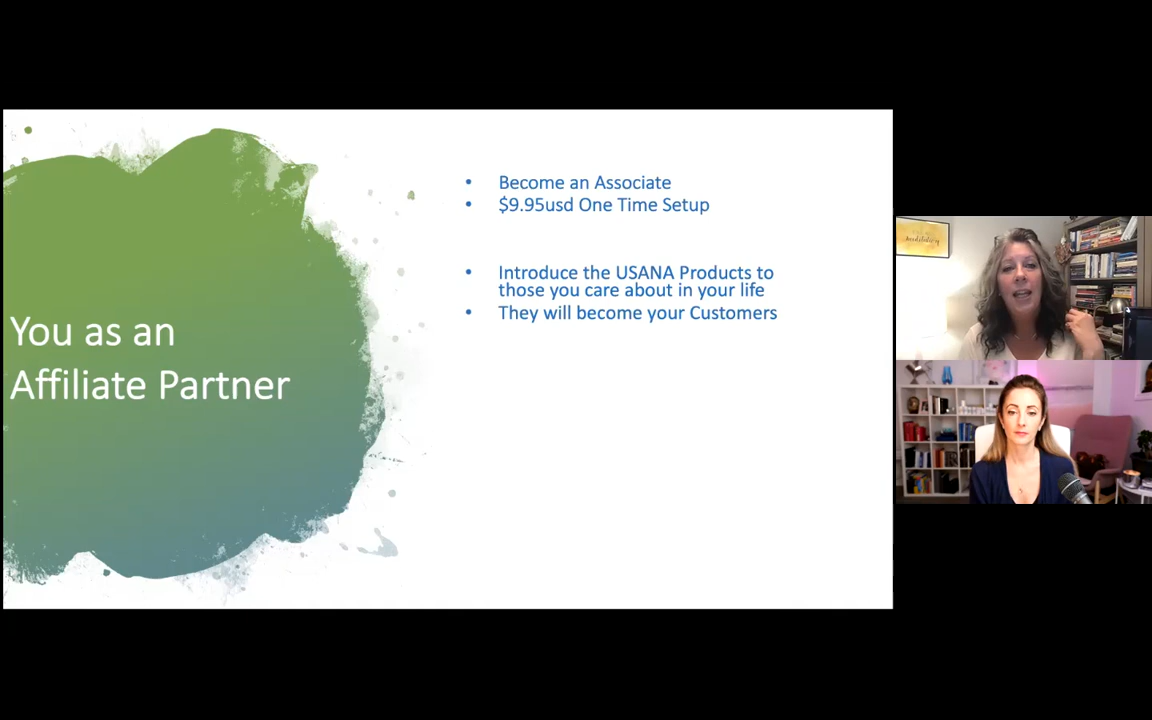 You as an
Affiliate Partner
• Become an Associate
• $9.95usd One Time Setup
• Introduce the USANA Products to
those you care about in your life
• They will become your Customers